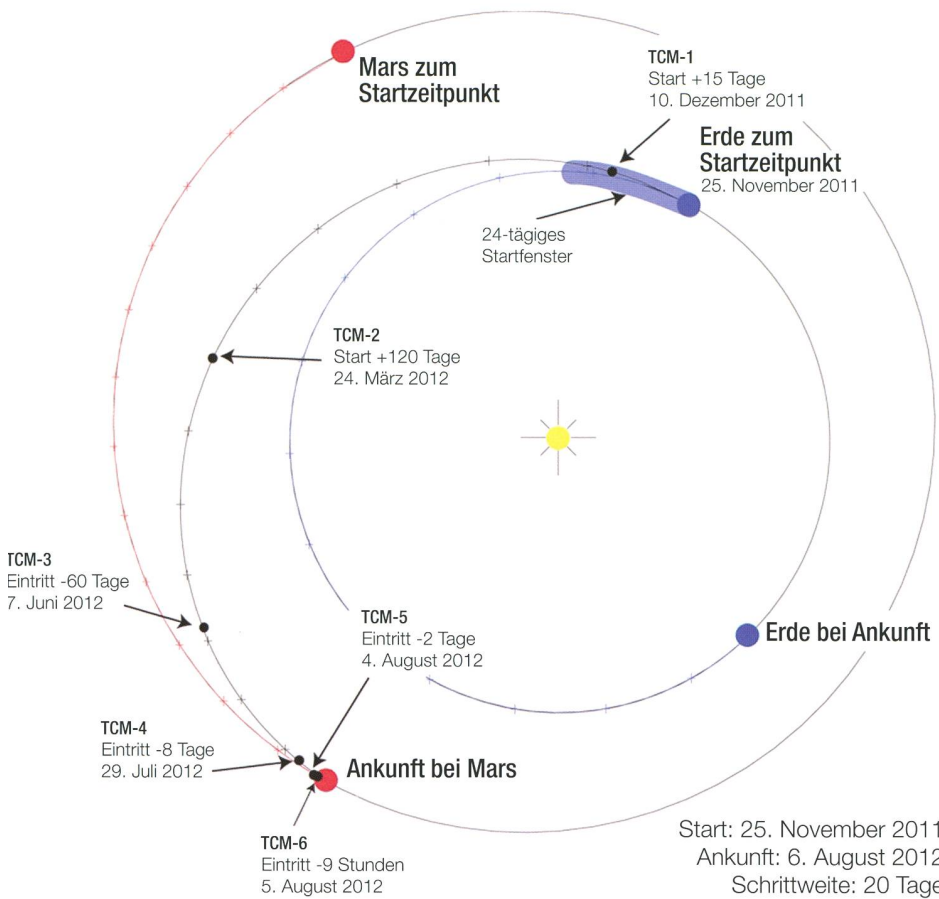 Mars zum
Startzeitpunkt
TCM-1
Start +15 Tage
10. Dezember 2011
Erde zum
Startzeitpunkt
25. November 2011
24-tägiges
Startfenster
TCM-2
Start +120 Tage
24. März 2012
TCM-3
Eintritt -60 Tage
7. Juni 2012
TCM-5
Eintritt -2 Tage
4. August 2012
Erde bei Ankunft
TCM-4
Eintritt -8 Tage
29. Juli 2012
Ankunft bei Mars
TCM-6
Eintritt -9 Stunden
5. August 2012
Start: 25. November 2011
Ankunft: 6. August 2012
Schrittweite: 20 Tage